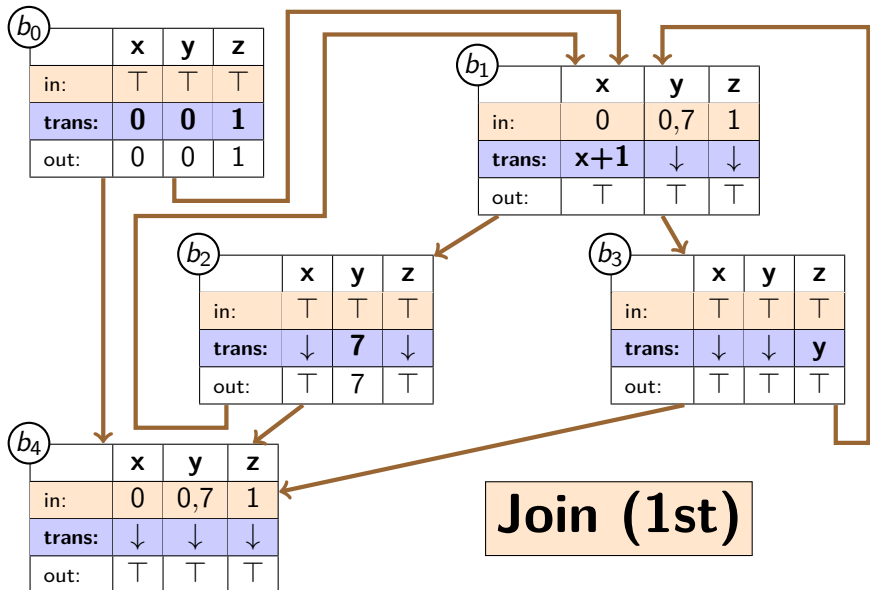 b0
x y z
in: ⊤ ⊤ ⊤
trans: 0 0 1
out: 0 0 1
b1
x y z
in: 0 0,7 1
trans: x+1 ↓ ↓
out: ⊤ ⊤ ⊤
b2
x y z
in: ⊤ ⊤ ⊤
trans: ↓ 7 ↓
out: ⊤ 7 ⊤
b3
x y z
in: ⊤ ⊤ ⊤
trans: ↓ ↓ y
out: ⊤ ⊤ ⊤
b4
x y z
in: 0 0,7 1
trans: ↓ ↓ ↓
out: ⊤ ⊤ ⊤
Join (1st)